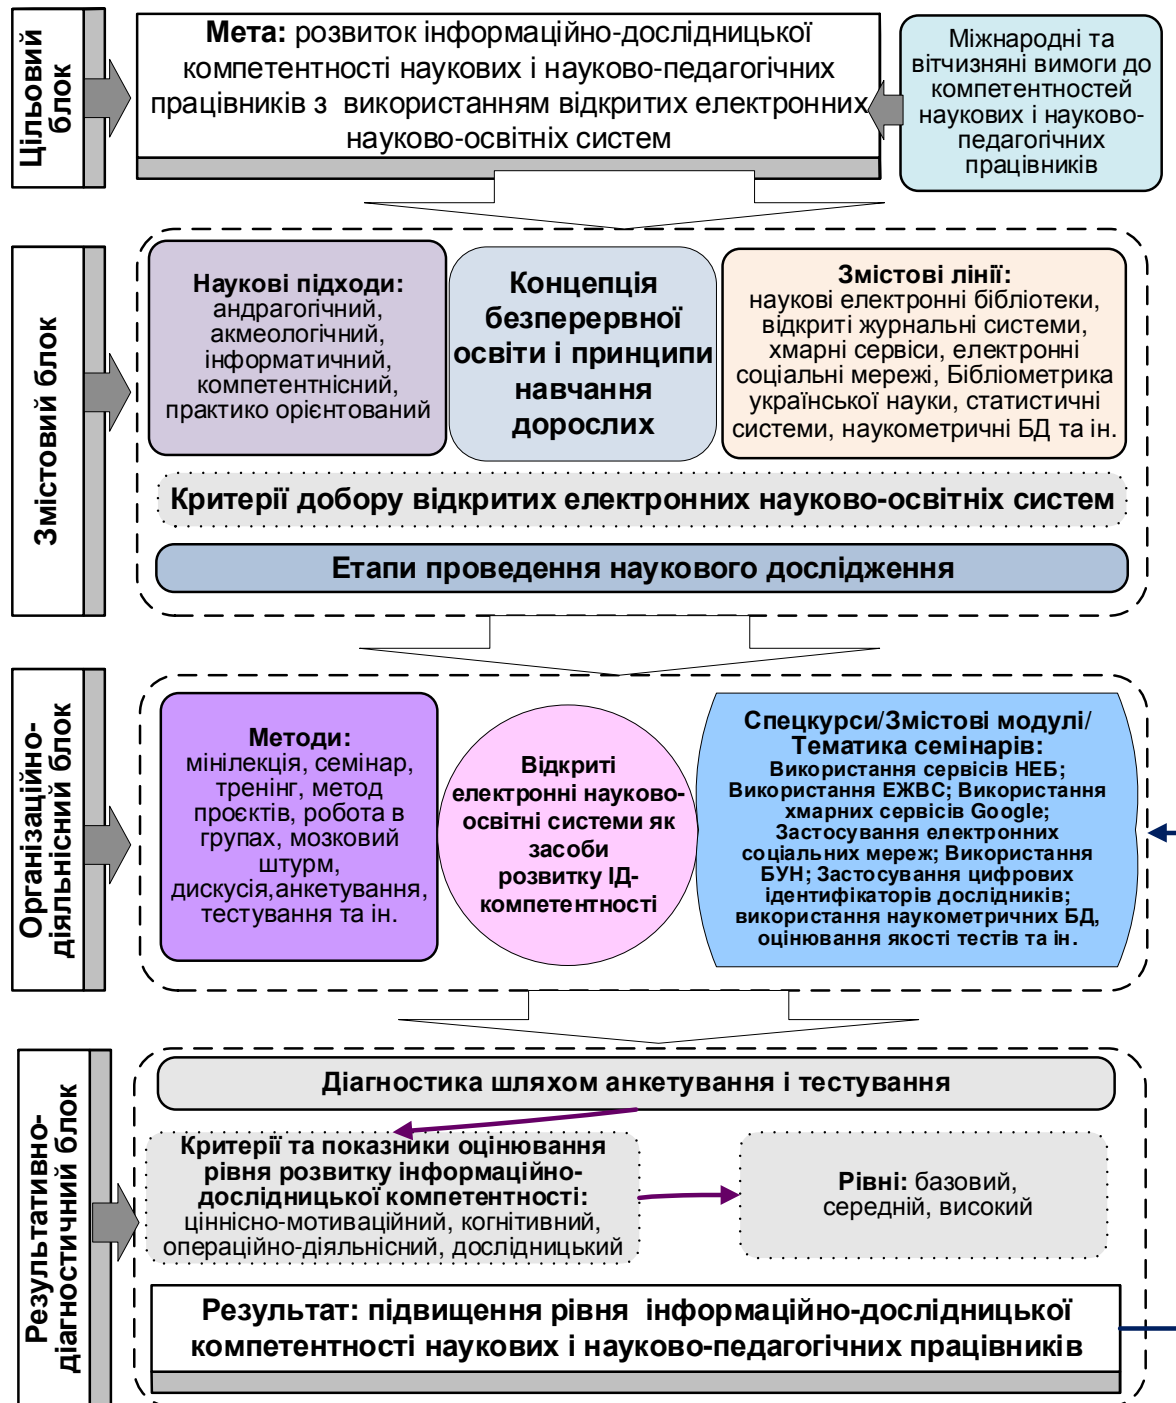 Цільовий
блок
Мета: розвиток інформаційно-дослідницької
компетентності наукових і науково-педагогічних
працівників з використанням відкритих електронних
науково-освітніх систем
Міжнародні та
вітчизняні вимоги до
компетентностей
наукових і науково-
педагогічних
працівників
Змістовий блок
Наукові підходи:
андрагогічний,
акмеологічний,
інформатичний,
компетентнісний,
практико орієнтований
Концепція
безперервної
освіти і принципи
навчання
дорослих
Змістові лінії:
наукові електронні бібліотеки,
відкриті журнальні системи,
хмарні сервіси, електронні
соціальні мережі, Бібліометрика
української науки, статистичні
системи, наукометричні БД та ін.
Критерії добору відкритих електронних науково-освітніх систем
Етапи проведення наукового дослідження
Організаційно-
діяльнісний блок
Методи:
мінілекція, семінар,
тренінг, метод
проєктів, робота в
групах, мозковий
штурм,
дискусія,анкетування,
тестування та ін.
Відкриті
електронні науково-
освітні системи як
засоби
розвитку ІД-
компетентності
Спецкурси/Змістові модулі/
Тематика семінарів:
Використання сервісів НЕБ;
Використання ЕЖВС; Використання
хмарних сервісів Google;
Застосування електронних
соціальних мереж; Використання
БУН; Застосування цифрових
ідентифікаторів дослідників;
використання наукометричних БД,
оцінювання якості тестів та ін.
Результативно-
діагностичний блок
Діагностика шляхом анкетування і тестування
Критерії та показники оцінювання
рівня розвитку інформаційно-
дослідницької компетентності:
ціннісно-мотиваційний, когнітивний,
операційно-діяльнісний, дослідницький
Рівні: базовий,
середній, високий
Результат: підвищення рівня інформаційно-дослідницької
компетентності наукових і науково-педагогічних працівників